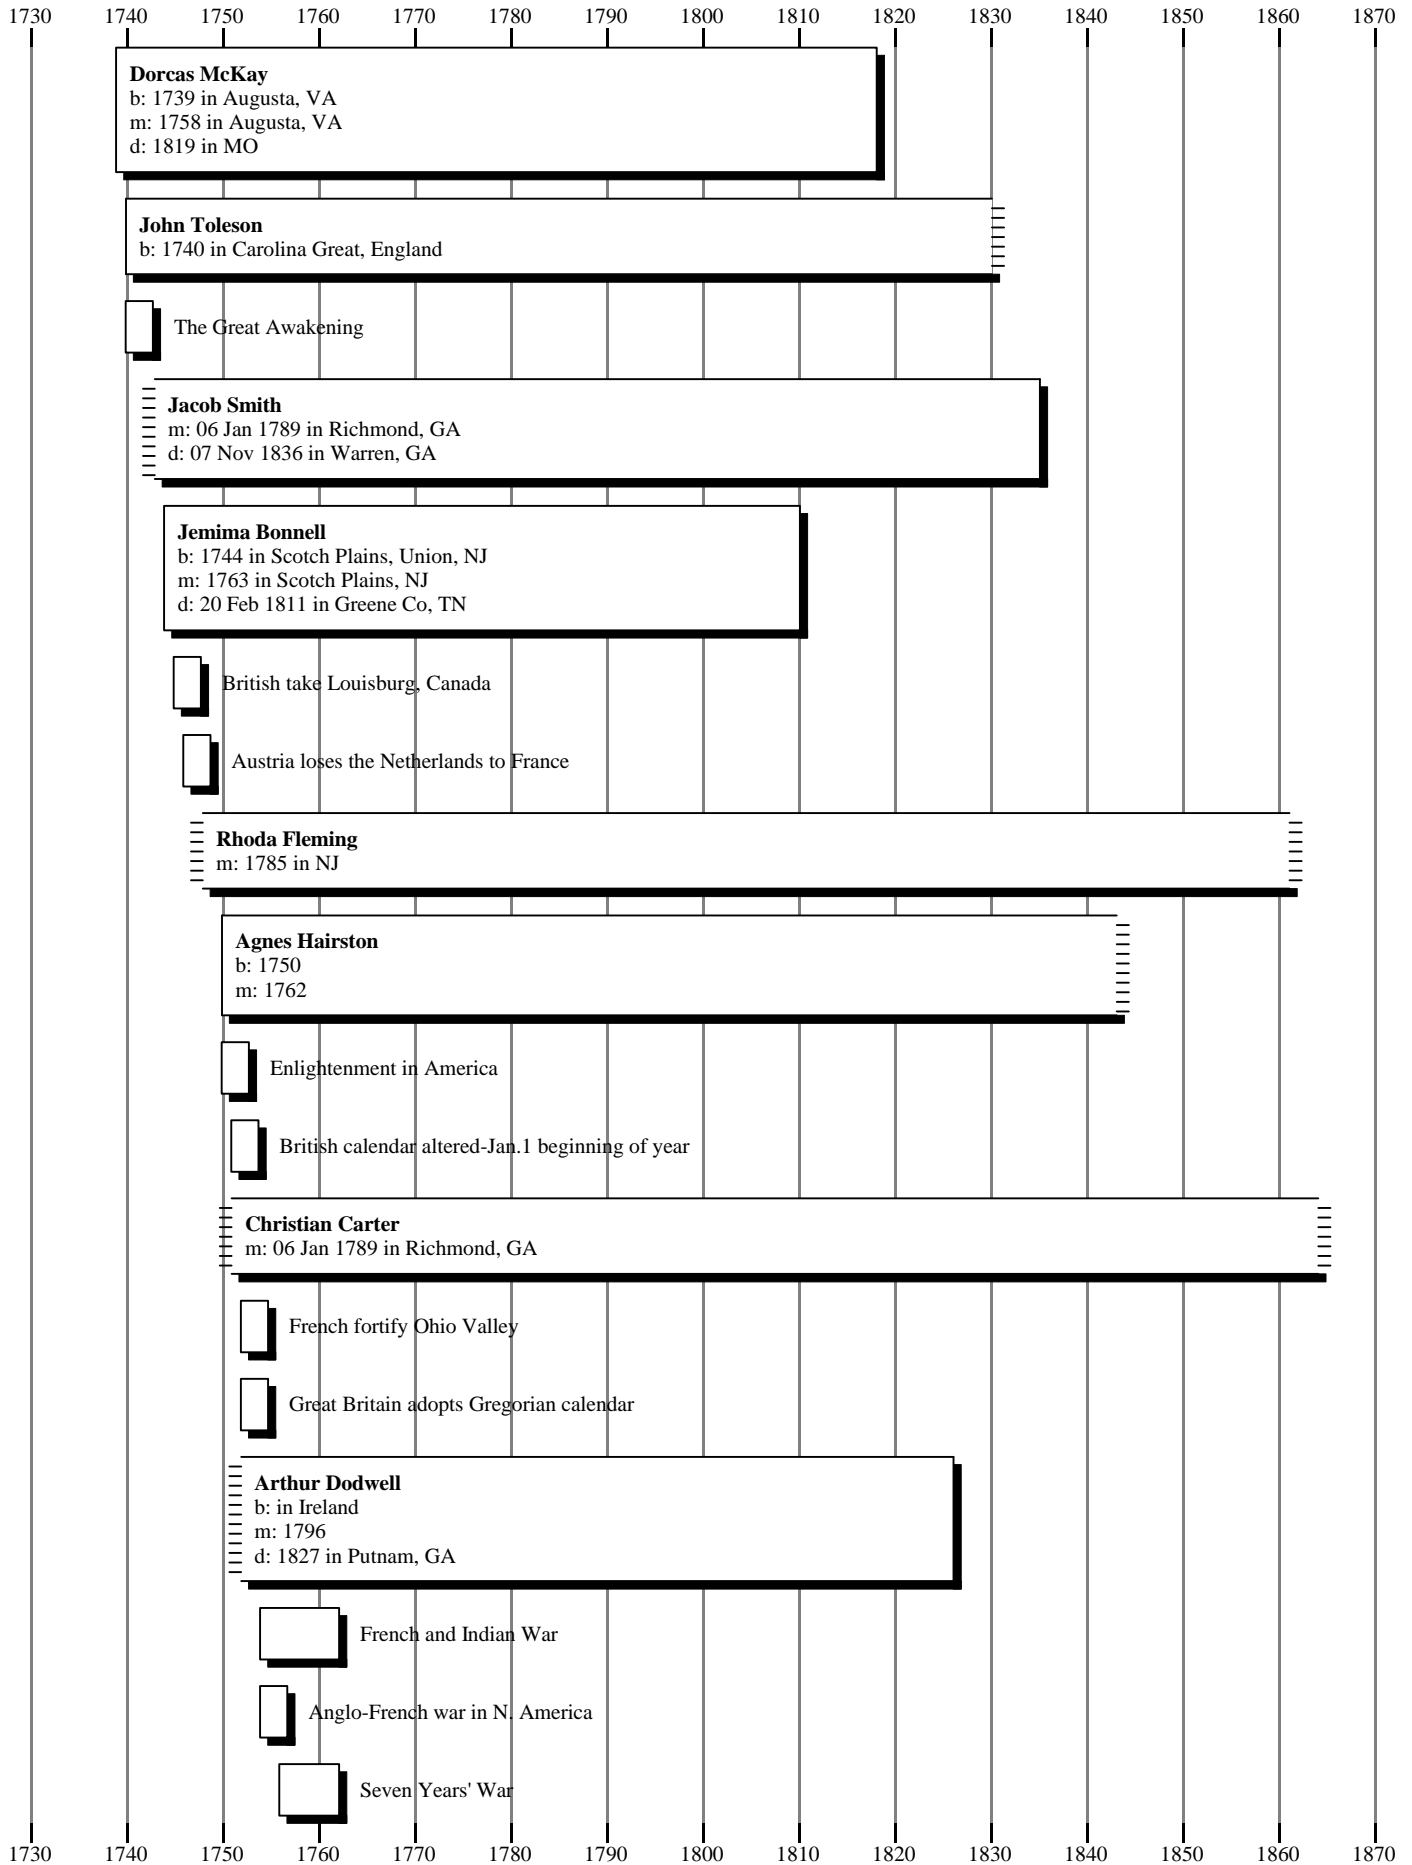 1730 1740 1750 1760 1770 1780 1790 1800 1810 1820 1830 1840 1850 1860 1870
Dorcas McKay
b: 1739 in Augusta, VA
m: 1758 in Augusta, VA
d: 1819 in MO
John Toleson
b: 1740 in Carolina Great, England
The Great Awakening
Jacob Smith
m: 06 Jan 1789 in Richmond, GA
d: 07 Nov 1836 in Warren, GA
Jemima Bonnell
b: 1744 in Scotch Plains, Union, NJ
m: 1763 in Scotch Plains, NJ
d: 20 Feb 1811 in Greene Co, TN
British take Louisburg, Canada
Austria loses the Netherlands to France
Rhoda Fleming
m: 1785 in NJ
Agnes Hairston
b: 1750
m: 1762
Enlightenment in America
British calendar altered-Jan.1 beginning of year
Christian Carter
m: 06 Jan 1789 in Richmond, GA
French fortify Ohio Valley
Great Britain adopts Gregorian calendar
Arthur Dodwell
b: in Ireland
m: 1796
d: 1827 in Putnam, GA
French and Indian War
Anglo-French war in N. America
Seven Years' War
1730 1740 1750 1760 1770 1780 1790 1800 1810 1820 1830 1840 1850 1860 1870